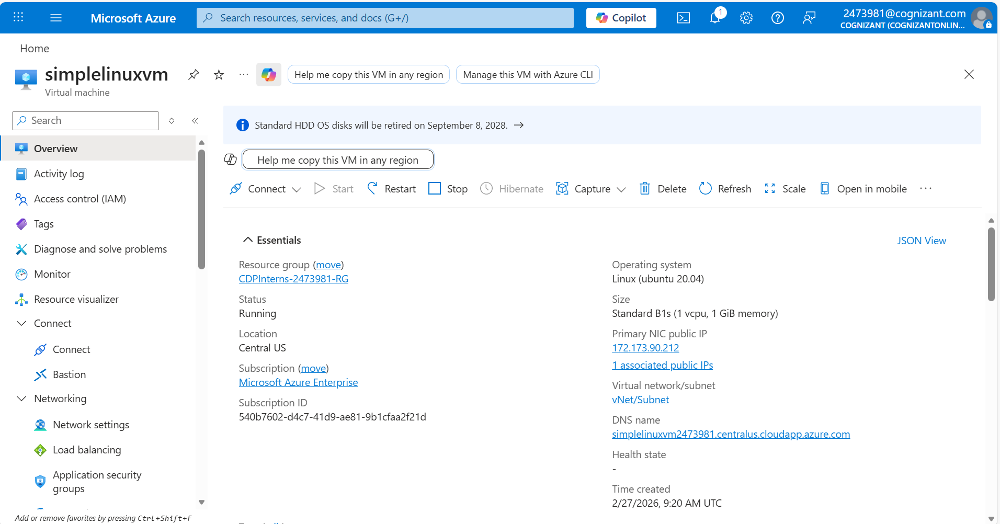 Microsoft Azure
Search resources, services, and docs (G+/)
Copilot
1
2473981@cognizant.com
COGNIZANT (COGNIZANTONLIN...
Home
simplelinuxvm
...
Help me copy this VM in any region
Manage this VM with Azure CLI
Virtual machine
Search
Overview
Activity log
Access control (IAM)
Tags
Diagnose and solve problems
Monitor
Resource visualizer
Connect
Connect
Bastion
Networking
Network settings
Load balancing
Application security
groups
Add or remove favorites by pressing Ctrl+Shift+F
Standard HDD OS disks will be retired on September 8, 2028.
Help me copy this VM in any region
Connect
Start
Restart
Stop
Hibernate
Capture
Delete
Refresh
Scale
Open in mobile
...
Essentials
JSON View
Resource group (move)
CDPInterns-2473981-RG
Status
Running
Location
Central US
Subscription (move)
Microsoft Azure Enterprise
Subscription ID
540b7602-d4c7-41d9-ae81-9b1cfaa2f21d
Operating system
Linux (ubuntu 20.04)
Size
Standard B1s (1 vcpu, 1 GiB memory)
Primary NIC public IP
172.173.90.212
1 associated public IPs
Virtual network/subnet
vNet/Subnet
DNS name
simplelinuxvm2473981.centralus.cloudapp.azure.com
Health state
-
Time created
2/27/2026, 9:20 AM UTC